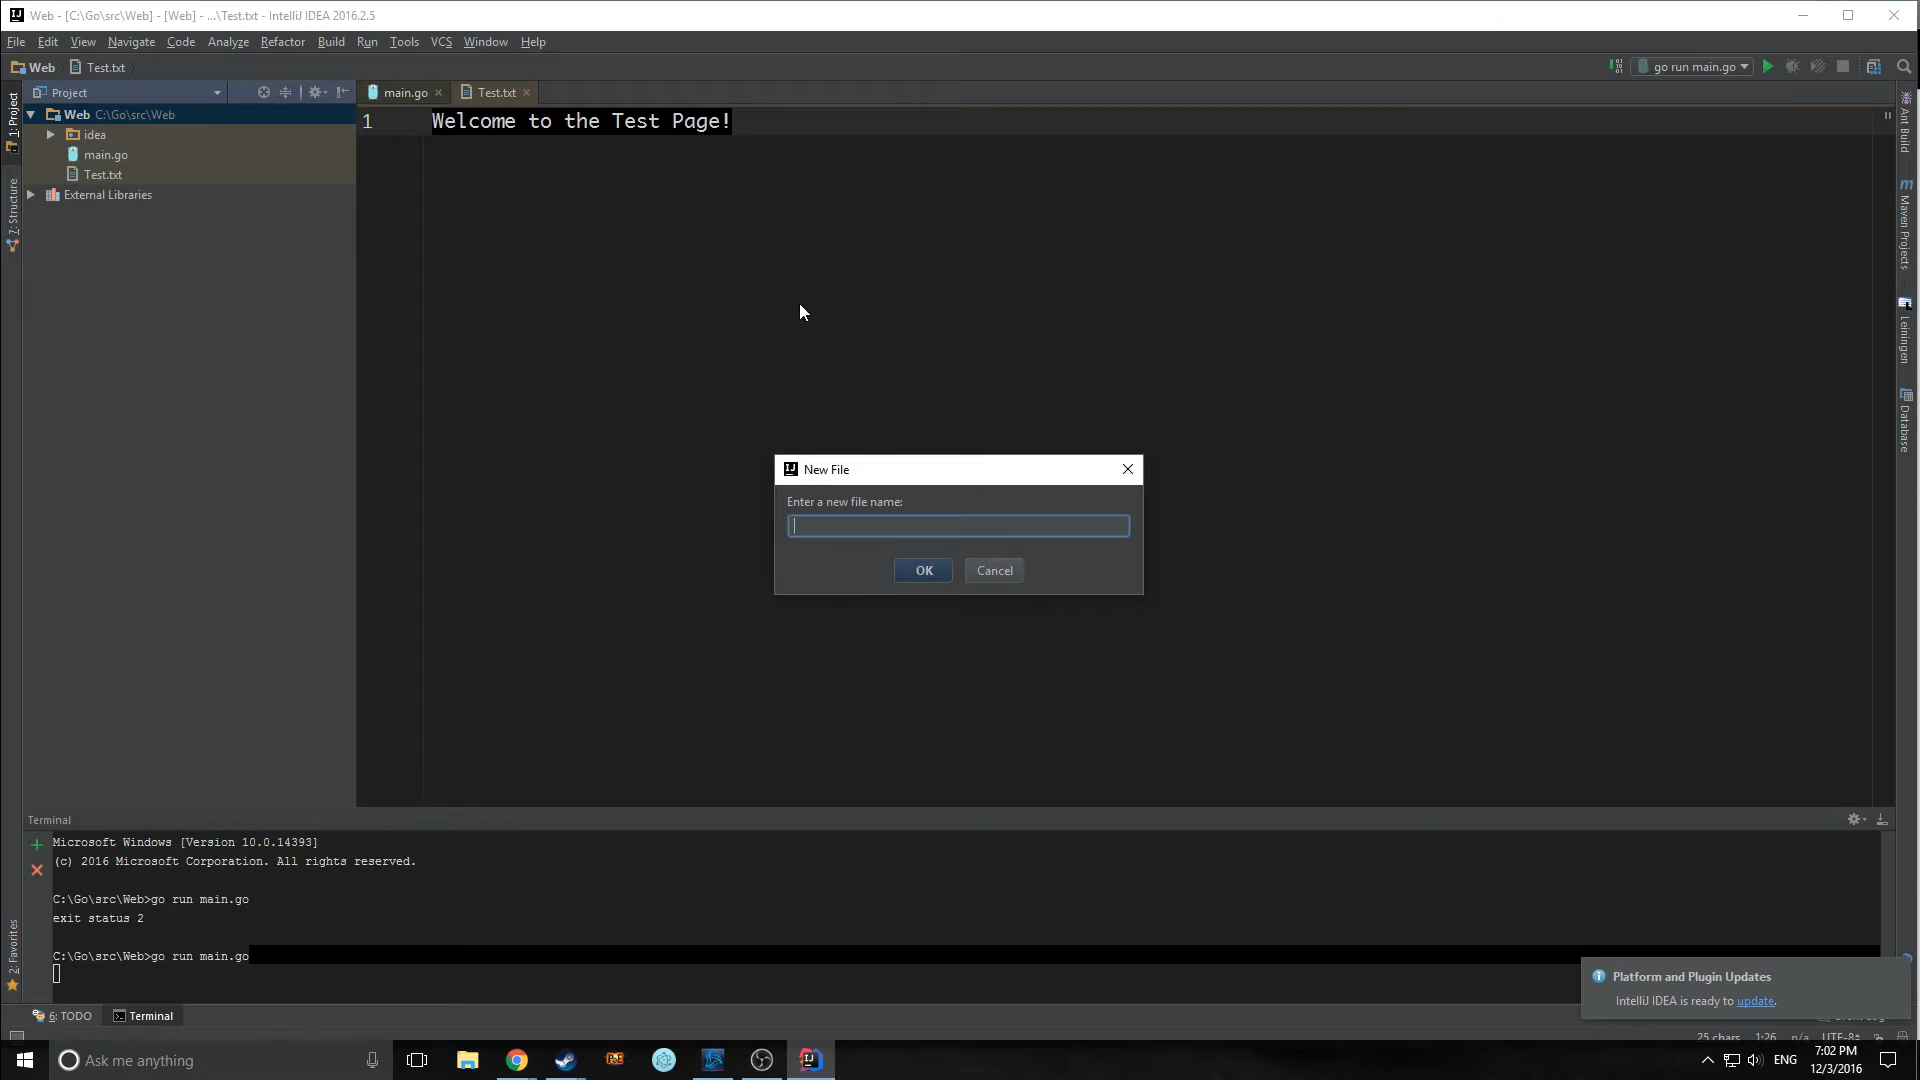 Web - [C:\Go\src\Web] - [Web] - ...\Test.txt - IntelliJ IDEA 2016.2.5
File Edit View Navigate Code Analyze Refactor Build Run Tools VCS Window Help
Web Test.txt
go run main.go
Project
main.go Test.txt
1: Project
7: Structure
2: Favorites
Web C:\Go\src\Web
idea
main.go
Test.txt
External Libraries
1 Welcome to the Test Page!
Ant Build
Maven Projects
Leiningen
Database
New File
Enter a new file name:
OK Cancel
Terminal
Microsoft Windows [Version 10.0.14393]
(c) 2016 Microsoft Corporation. All rights reserved.
C:\Go\src\Web>go run main.go
exit status 2
C:\Go\src\Web>go run main.go
Platform and Plugin Updates
IntelliJ IDEA is ready to update.
6: TODO Terminal
25 chars 1:26 n/a UTF-8
Ask me anything
PoE
ENG
7:02 PM
12/3/2016